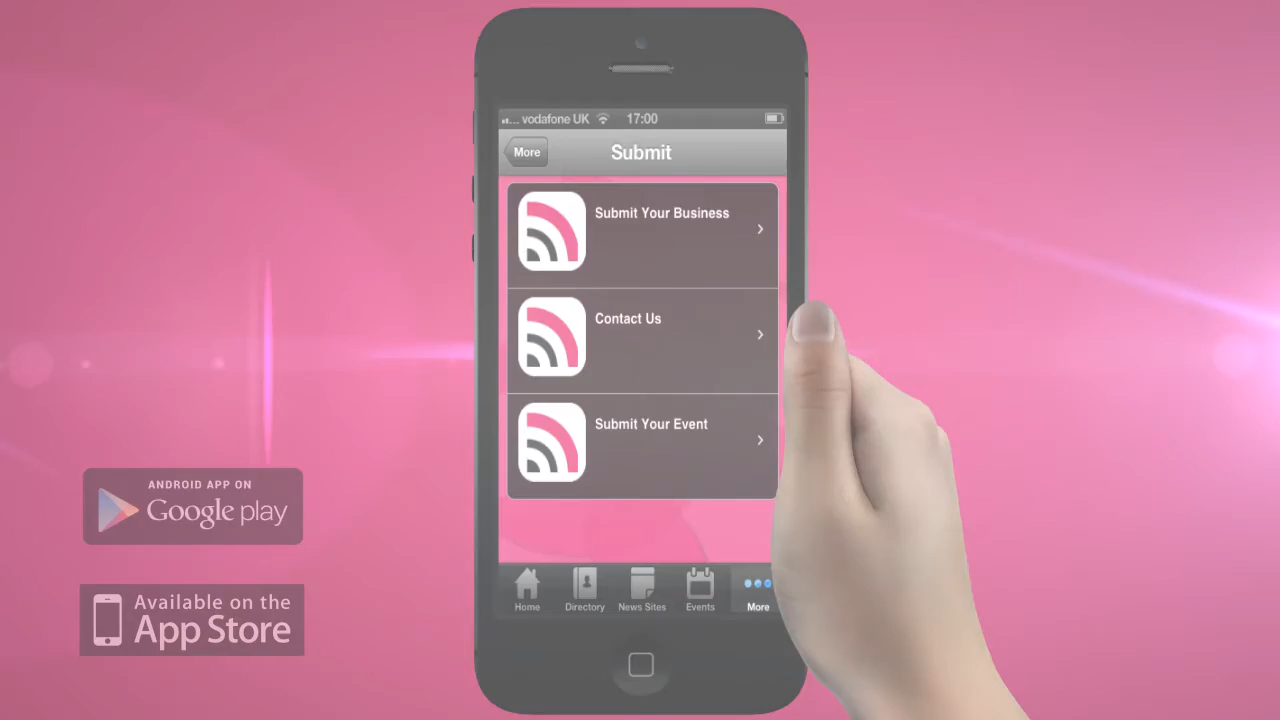 vodafone UK 17:00
More
Submit
Submit Your Business
Contact Us
Submit Your Event
Home
Directory
News Sites
Events
More
ANDROID APP ON
Google play
Available on the
App Store